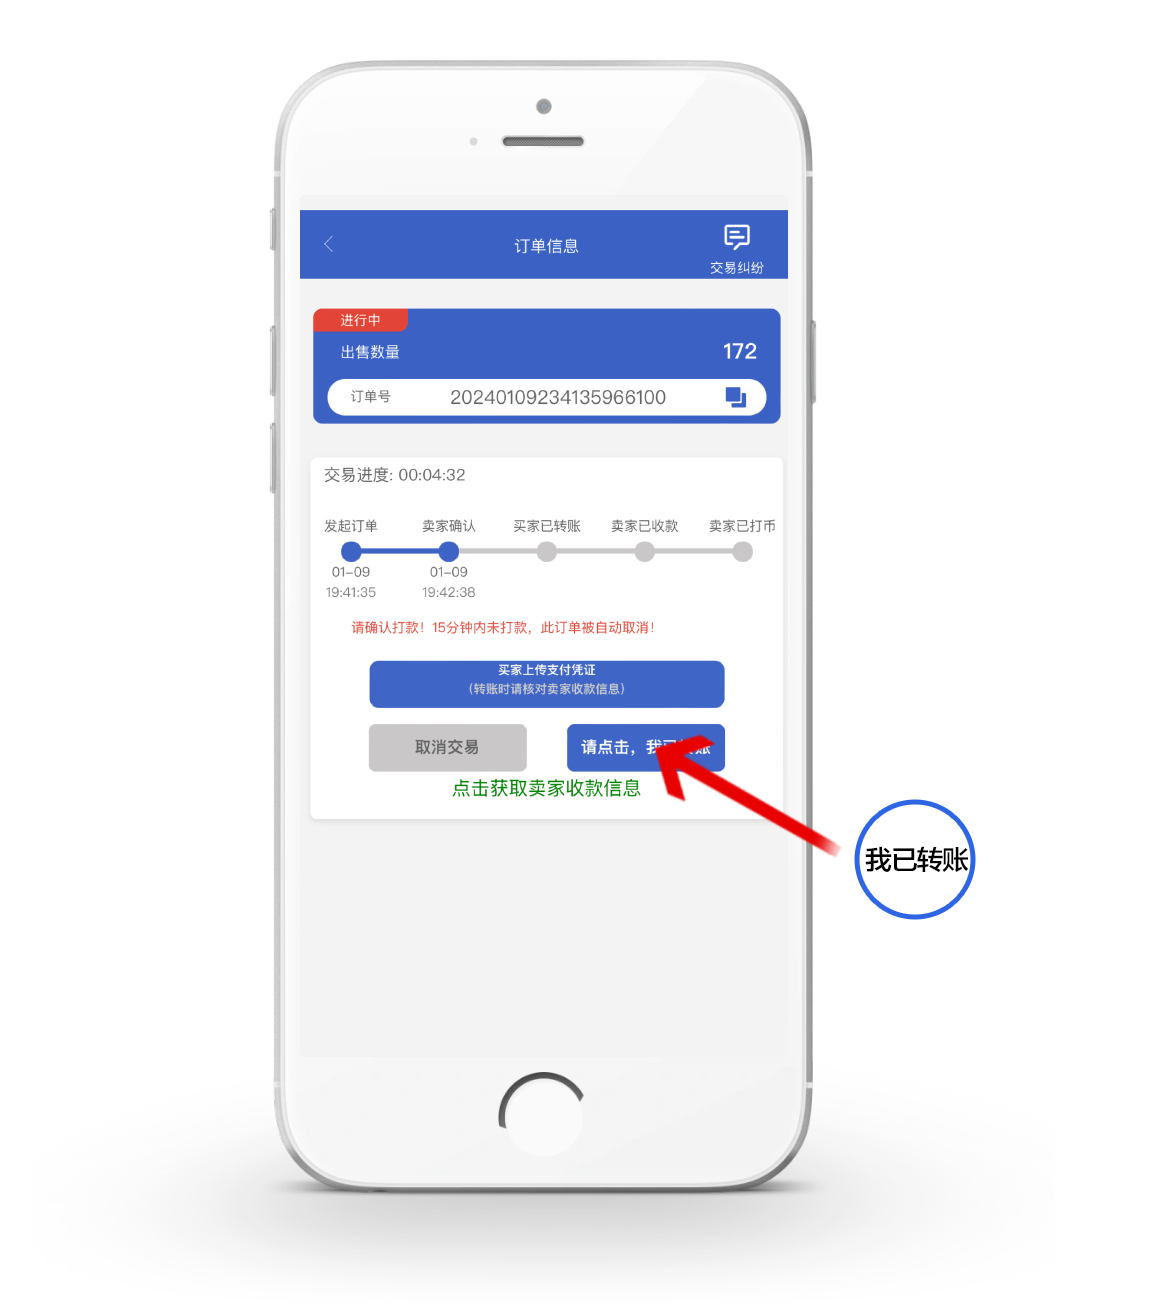 订单信息
交易纠纷
进行中
出售数量
172
订单号
20240109234135966100
交易进度: 00:04:32
发起订单
卖家确认
买家已转账
卖家已收款
卖家已打币
01-09
19:41:35
01-09
19:42:38
请确认打款！15分钟内未打款，此订单被自动取消！
买家上传支付凭证
(转账时请核对卖家收款信息)
取消交易
请点击，我已转账
点击获取卖家收款信息
我已转账